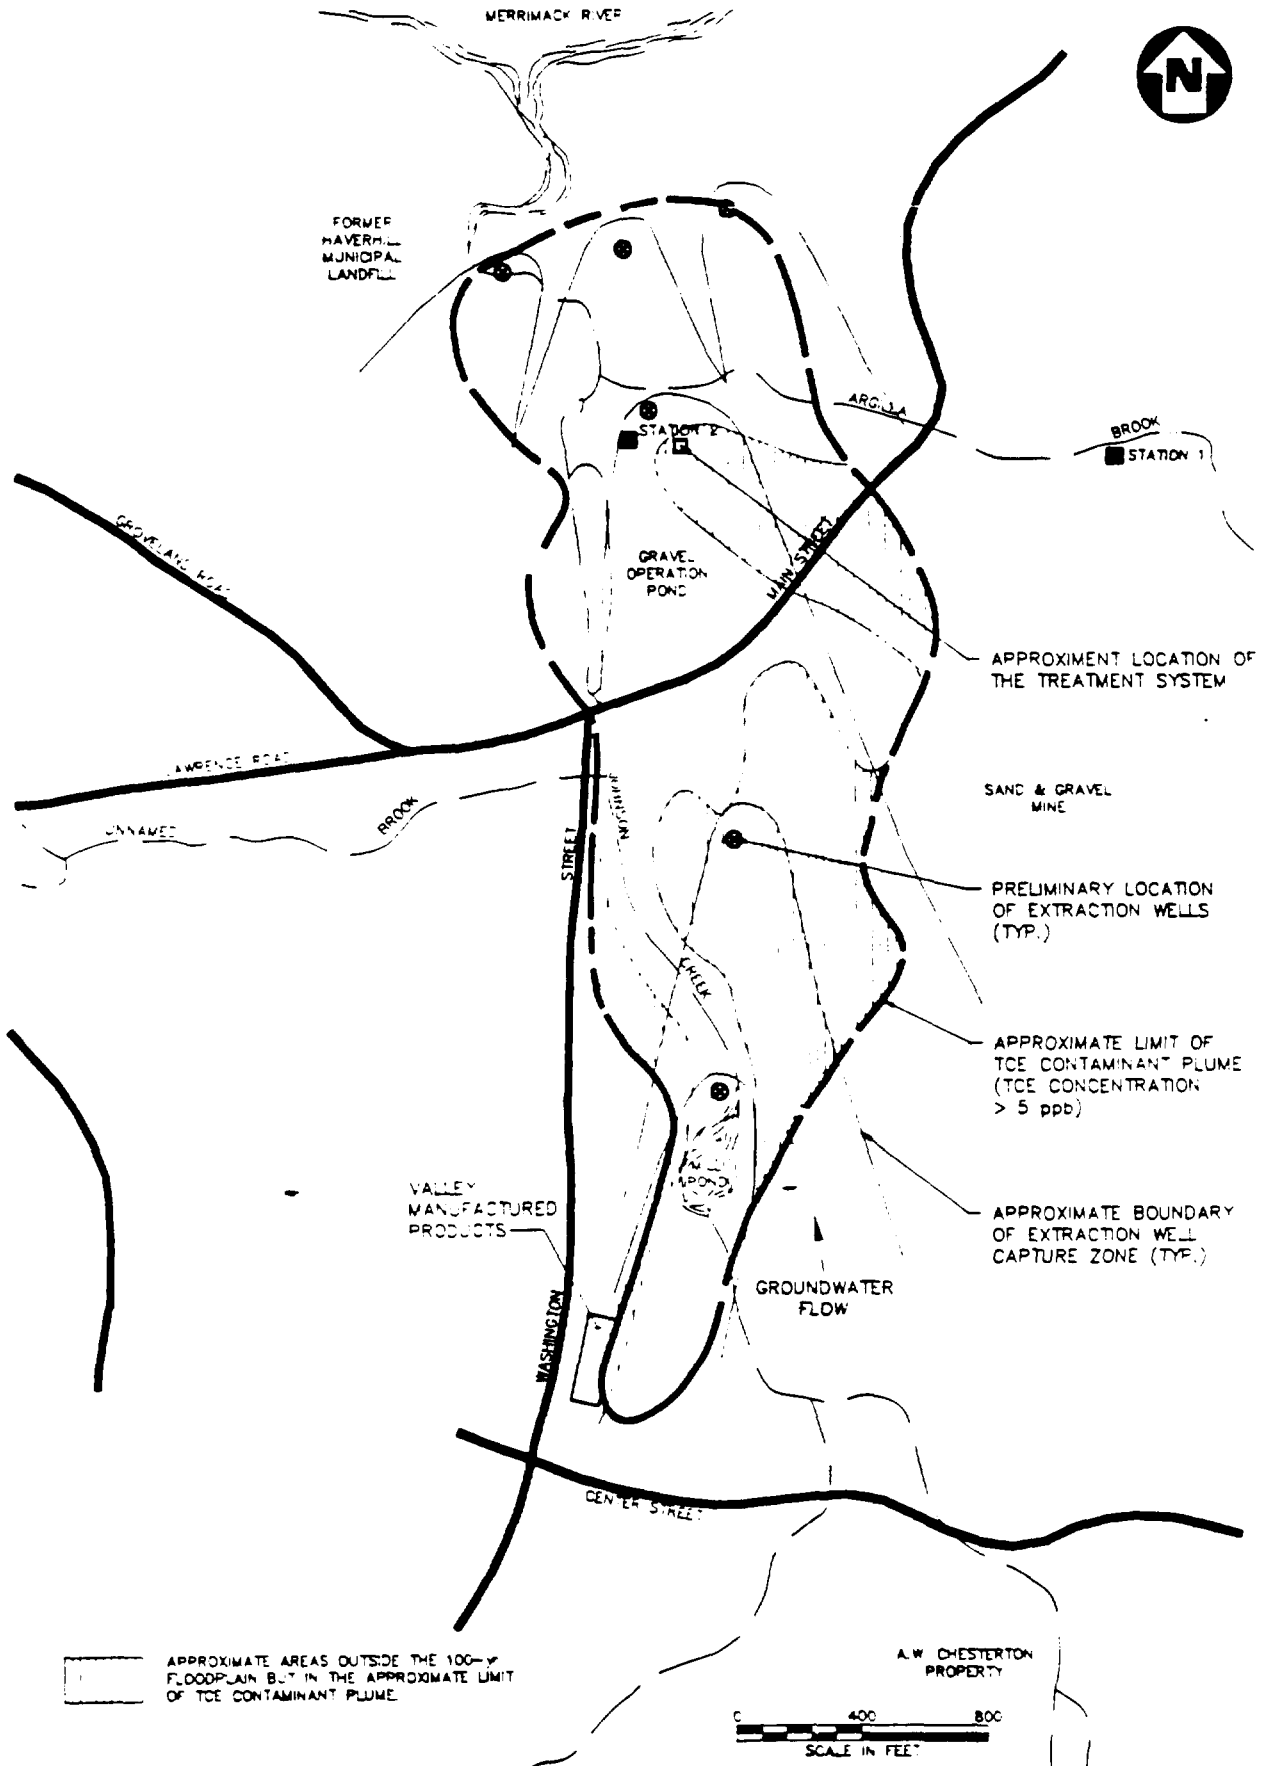 MERRIMACK RIVER
N
FORMER
HAVERHILL
MUNICIPAL
LANDFILL
ARGILLA
BROOK
STATION 2
STATION 1
GROVELAND ROAD
GRAVEL
OPERATION
POND
MAIN STREET
APPROXIMENT LOCATION OF
THE TREATMENT SYSTEM
LAWRENCE ROAD
SAND & GRAVEL
MINE
UNNAMED
BROOK
JOHNSON
STREET
PRELIMINARY LOCATION
OF EXTRACTION WELLS
(TYP.)
CREEK
APPROXIMATE LIMIT OF
TCE CONTAMINANT PLUME
(TCE CONCENTRATION
> 5 ppb)
MILL
POND
VALLEY
MANUFACTURED
PRODUCTS
APPROXIMATE BOUNDARY
OF EXTRACTION WELL
CAPTURE ZONE (TYP.)
GROUNDWATER
FLOW
WASHINGTON
CENTER STREET
APPROXIMATE AREAS OUTSIDE THE 100-yr
FLOODPLAIN BUT IN THE APPROXIMATE LIMIT
OF TCE CONTAMINANT PLUME
A.W. CHESTERTON
PROPERTY
0 400 800
SCALE IN FEET